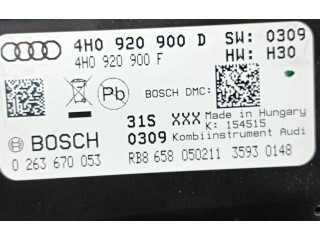 4H0 920 900 D SW: 0309
4H0 920 900 F HW: H30
Pb BOSCH DMC:
31S XXX Made in Hungary
K: 154515
BOSCH 0309 Kombiinstrument Audi
0 263 670 053 RB8 658 050211 3593 0148